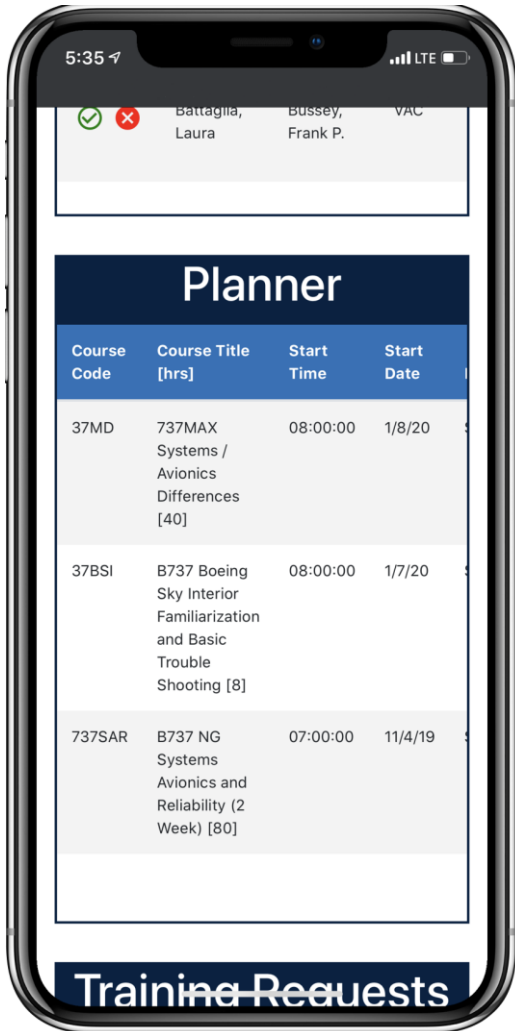 5:35 LTE
Battaglia, Bussey, VAC
Laura Frank P.
Planner
Course Course Title Start Start
Code [hrs] Time Date
37MD 737MAX 08:00:00 1/8/20
Systems /
Avionics
Differences
[40]
37BSI B737 Boeing 08:00:00 1/7/20
Sky Interior
Familiarization
and Basic
Trouble
Shooting [8]
737SAR B737 NG 07:00:00 11/4/19
Systems
Avionics and
Reliability (2
Week) [80]
Training Requests